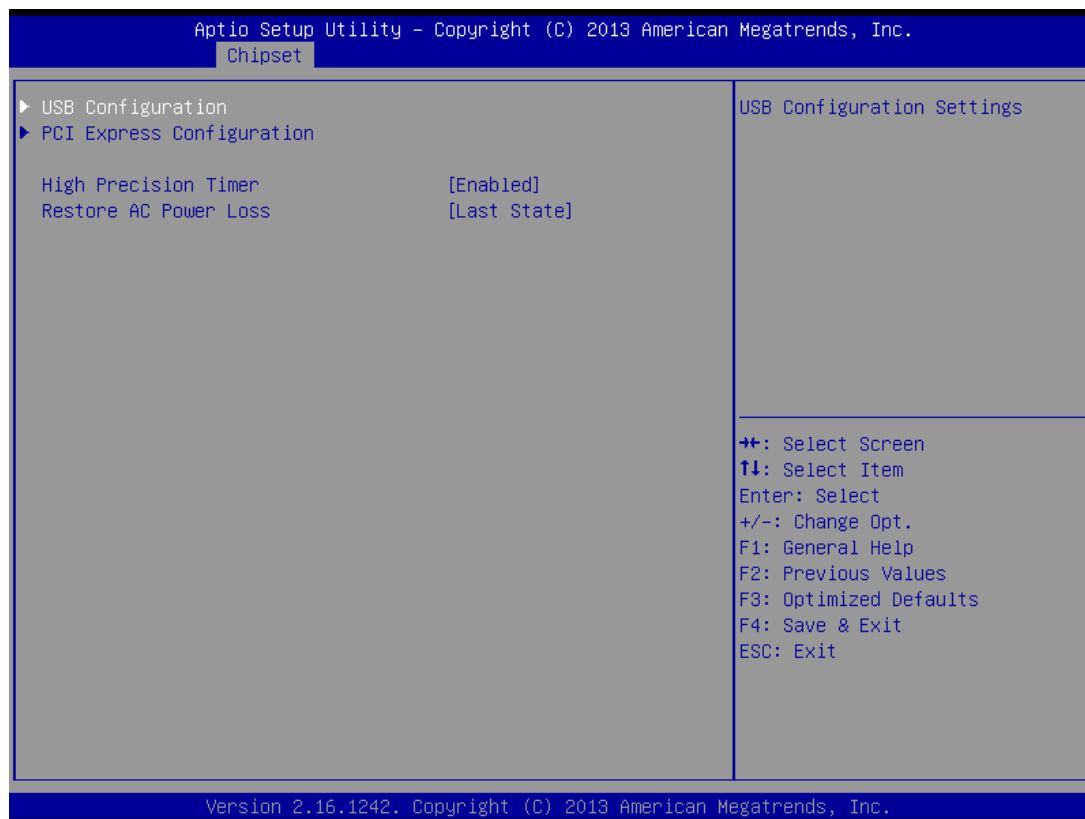 Aptio Setup Utility - Copyright (C) 2013 American Megatrends, Inc.
Chipset
▶ USB Configuration
▶ PCI Express Configuration
High Precision Timer [Enabled]
Restore AC Power Loss [Last State]
USB Configuration Settings
→←: Select Screen
↑↓: Select Item
Enter: Select
+/-: Change Opt.
F1: General Help
F2: Previous Values
F3: Optimized Defaults
F4: Save & Exit
ESC: Exit
Version 2.16.1242. Copyright (C) 2013 American Megatrends, Inc.